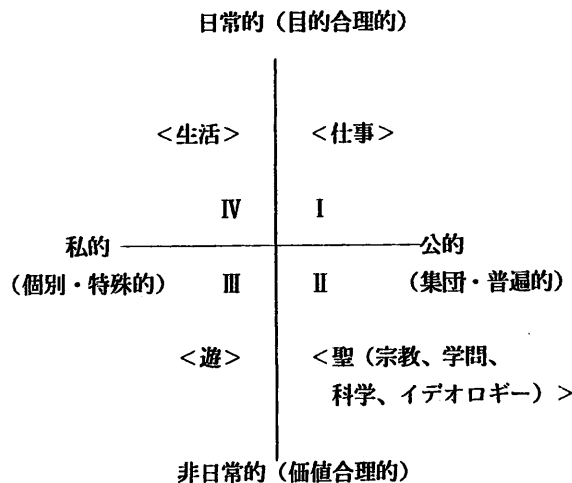 日常的（目的合理的）
＜生活＞ ＜仕事＞
Ⅳ Ⅰ
私的 公的
（個別・特殊的） Ⅲ Ⅱ （集団・普遍的）
＜遊＞ ＜聖（宗教、学問、
科学、イデオロギー）＞
非日常的（価値合理的）